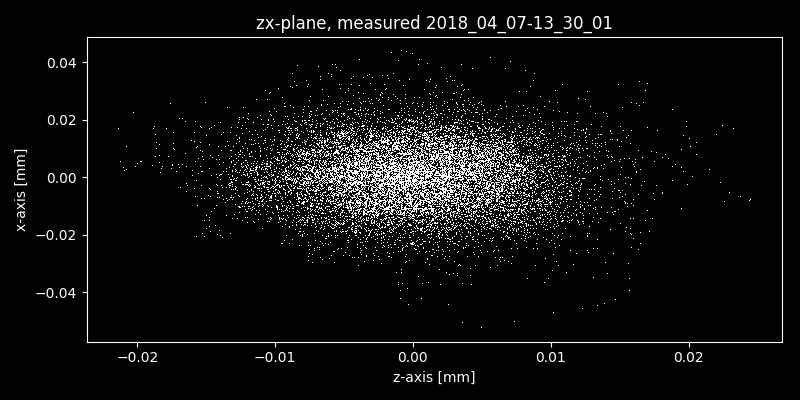 zx-plane, measured 2018_04_07-13_30_01
0.04
0.02
0.00
−0.02
−0.04
x-axis [mm]
−0.02 −0.01 0.00 0.01 0.02
z-axis [mm]